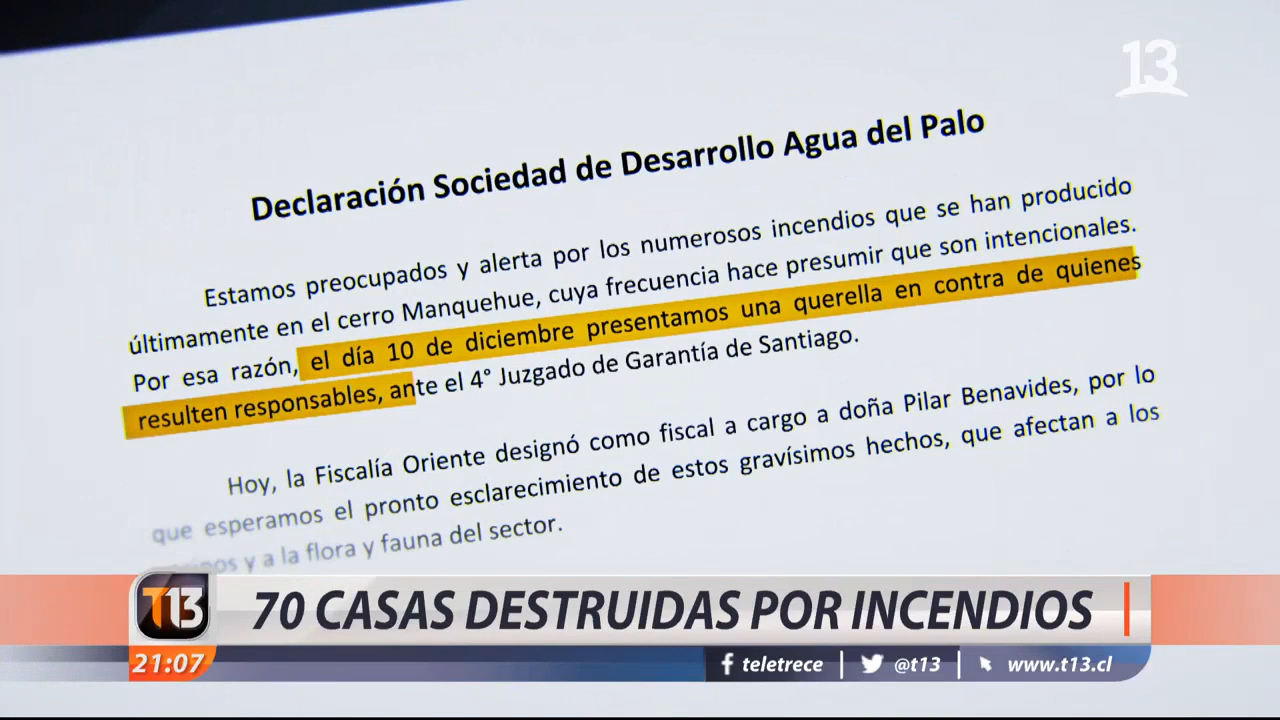 13
Declaración Sociedad de Desarrollo Agua del Palo
Estamos preocupados y alerta por los numerosos incendios que se han producido
últimamente en el cerro Manquehue, cuya frecuencia hace presumir que son intencionales.
Por esa razón, el día 10 de diciembre presentamos una querella en contra de quienes
resulten responsables, ante el 4° Juzgado de Garantía de Santiago.
Hoy, la Fiscalía Oriente designó como fiscal a cargo a doña Pilar Benavides, por lo
que esperamos el pronto esclarecimiento de estos gravísimos hechos, que afectan a los
y a la flora y fauna del sector.
T13
70 CASAS DESTRUIDAS POR INCENDIOS
21:07
teletrece
@t13
www.t13.cl